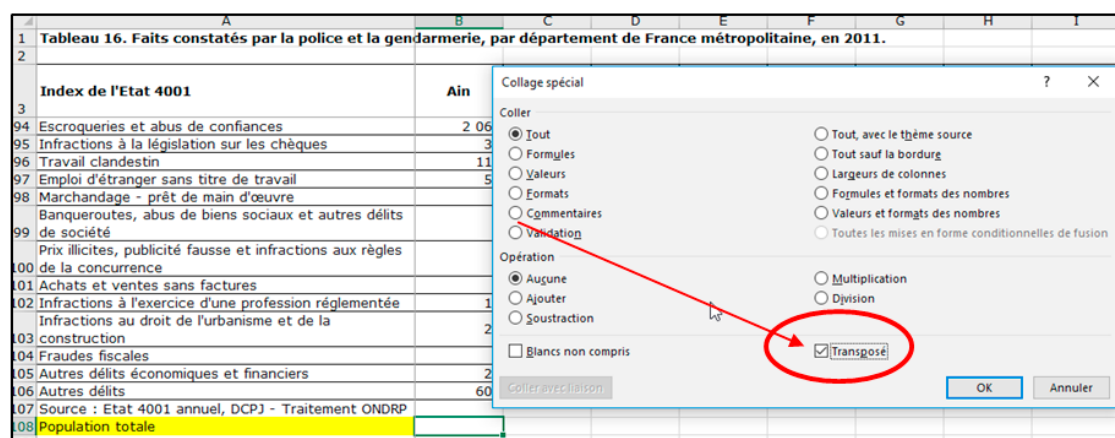 A B C D E F G H I
1 Tableau 16. Faits constatés par la police et la gendarmerie, par département de France métropolitaine, en 2011.
2
3 Index de l'Etat 4001 Ain
94 Escroqueries et abus de confiances 2 06
95 Infractions à la législation sur les chèques 3
96 Travail clandestin 11
97 Emploi d'étranger sans titre de travail 5
98 Marchandage - prêt de main d'œuvre
Banqueroutes, abus de biens sociaux et autres délits
99 de société
Prix illicites, publicité fausse et infractions aux règles
100 de la concurrence
101 Achats et ventes sans factures
102 Infractions à l'exercice d'une profession réglementée 1
Infractions au droit de l'urbanisme et de la 2
103 construction
104 Fraudes fiscales
105 Autres délits économiques et financiers 2
106 Autres délits 60
107 Source : Etat 4001 annuel, DCPJ - Traitement ONDRP
108 Population totale
Collage spécial ? ×
Coller
Tout Tout, avec le thème source
Formules Tout sauf la bordure
Valeurs Largeurs de colonnes
Formats Formules et formats des nombres
Commentaires Valeurs et formats des nombres
Validation Toutes les mises en forme conditionnelles de fusion
Opération
Aucune Multiplication
Ajouter Division
Soustraction
Blancs non compris Transposé
Coller avec liaison OK Annuler